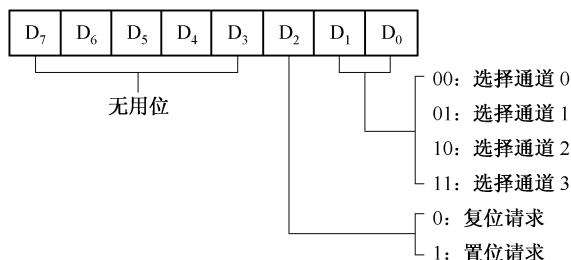 D₇ D₆ D₅ D₄ D₃ D₂ D₁ D₀
无用位
00：选择通道 0
01：选择通道 1
10：选择通道 2
11：选择通道 3
0：复位请求
1：置位请求